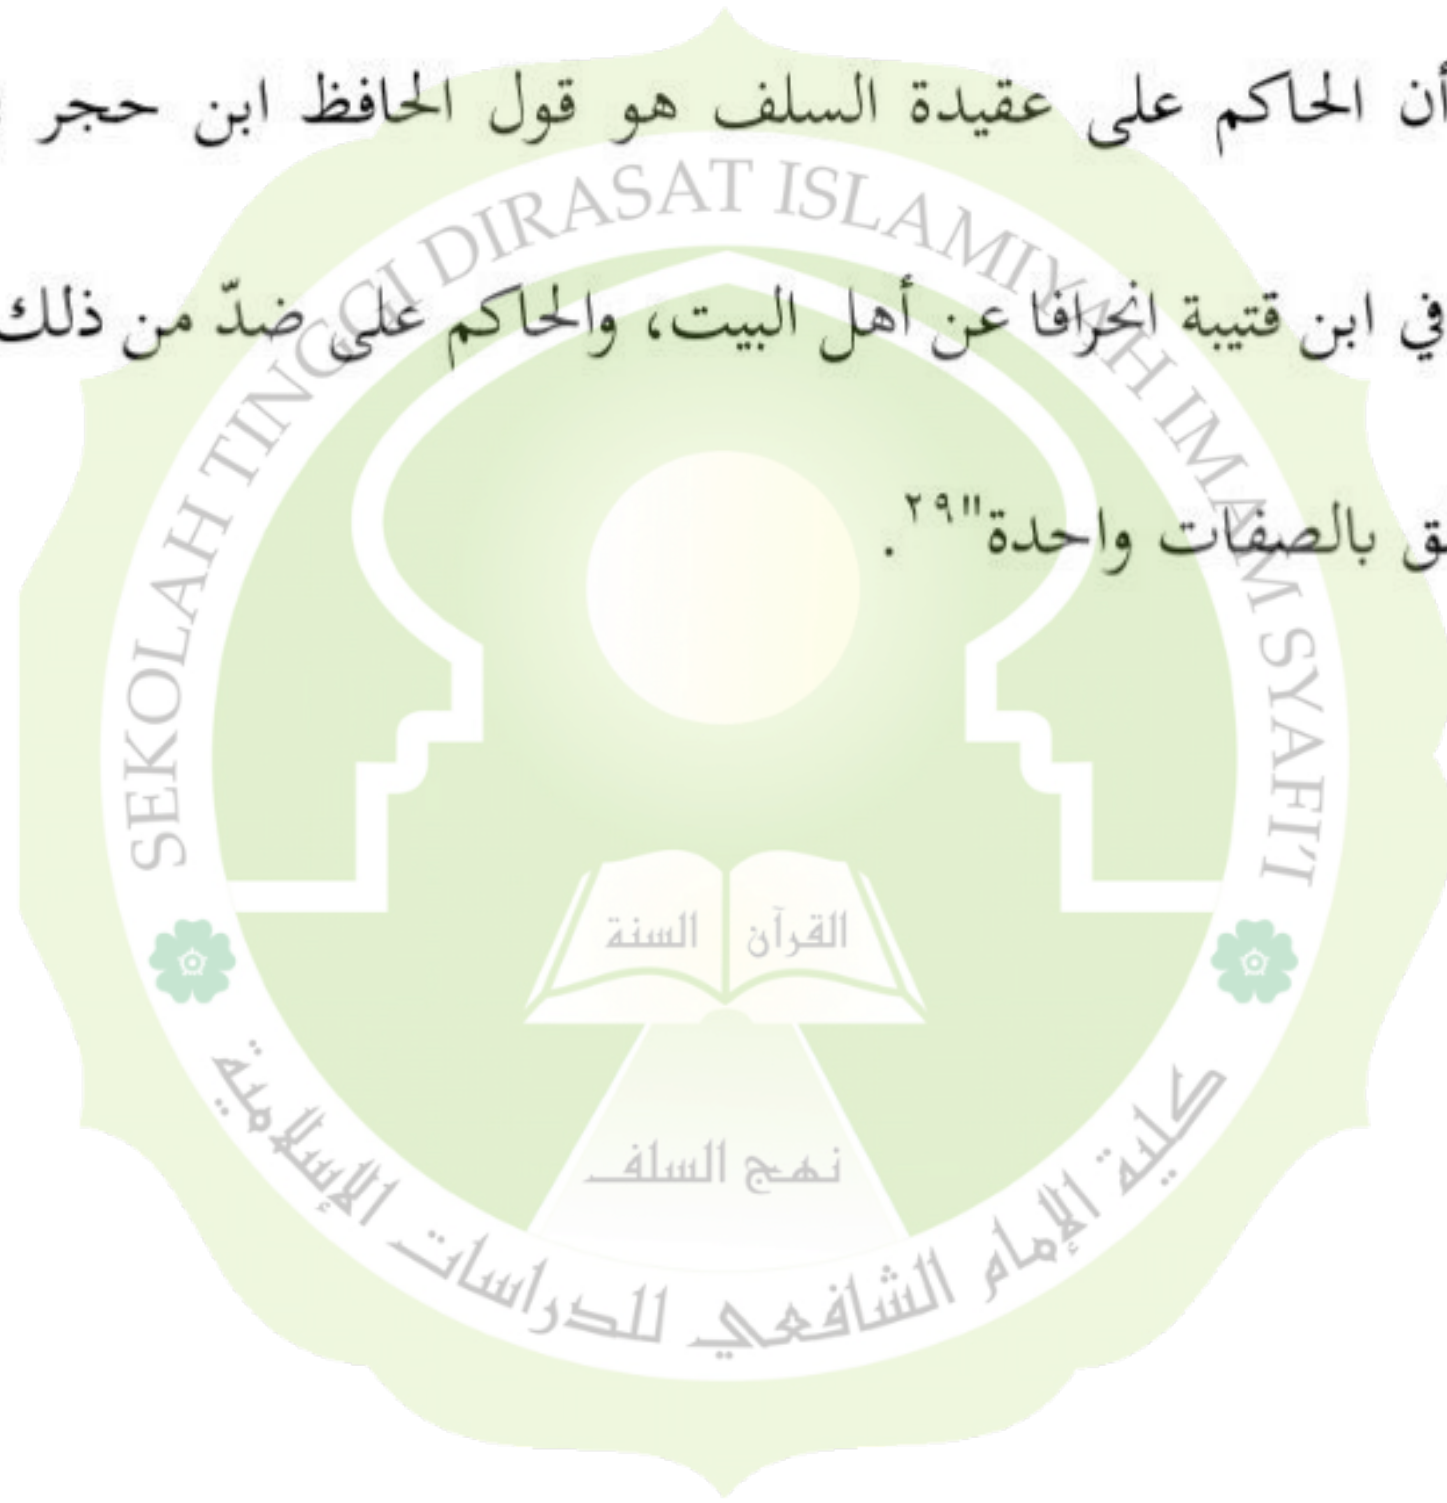 أن الحاكم على عقيدة السلف هو قول الحافظ ابن حجر
في ابن قتيبة انحرافا عن أهل البيت، والحاكم على ضدّ من ذلك
بالصفات واحدة"٢٩.
SEKOLAH TINGGI DIRASAT ISLAMIYAH IMAM SYAFI'I
القرآن السنة
نهج السلف
كلية الإمام الشافعي للدراسات الإسلامية